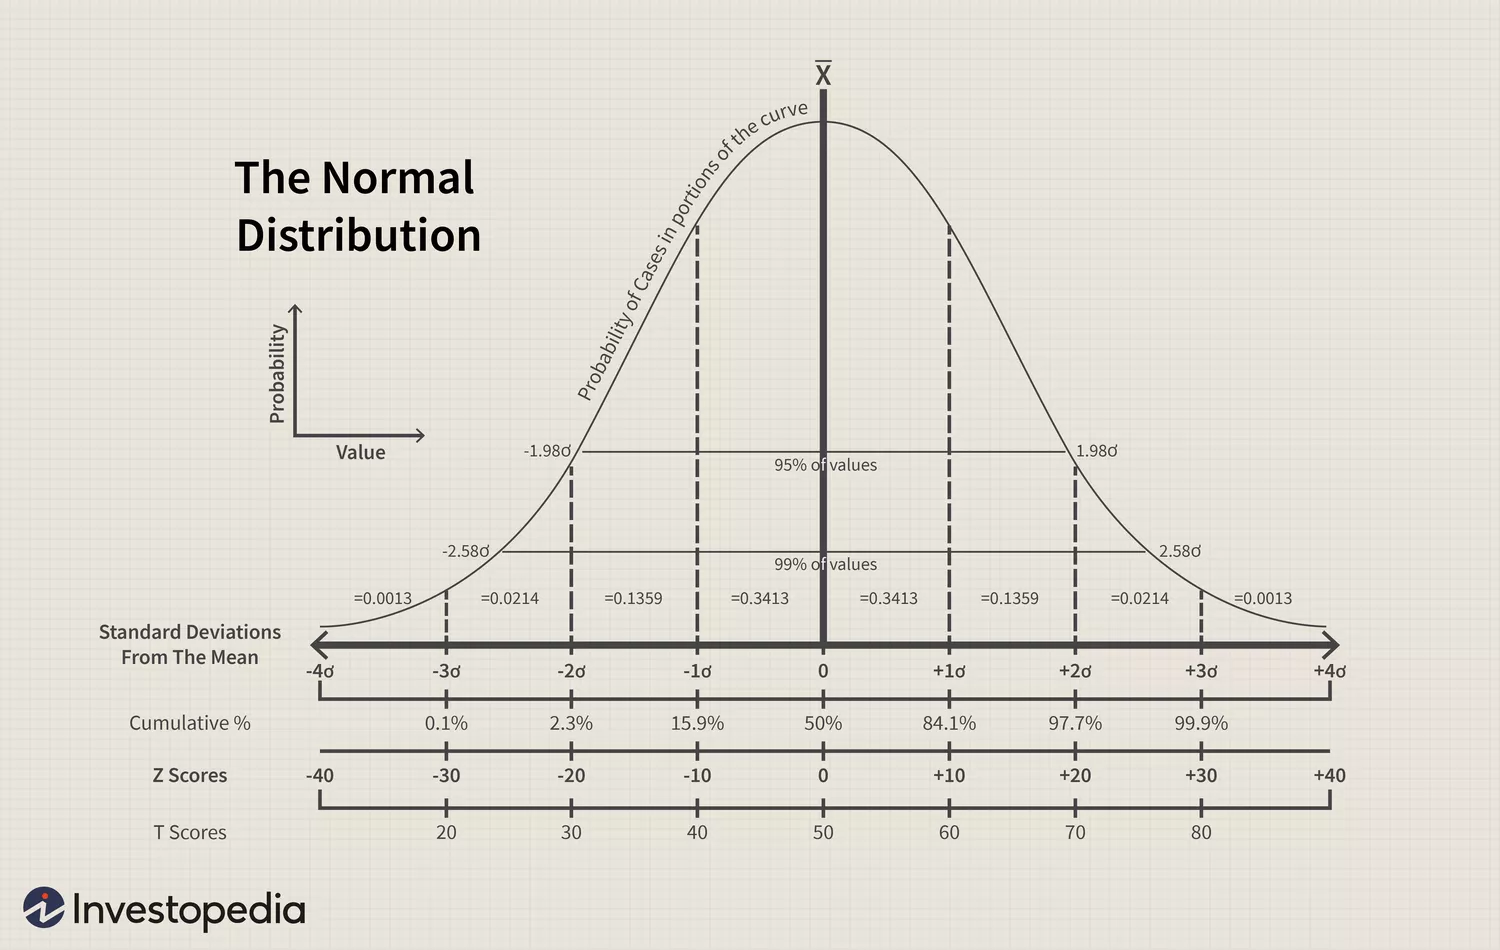 X̅
Probability of Cases in portions of the curve
The Normal
Distribution
Probability
Value
-1.98σ
1.98σ
95% of values
-2.58σ
2.58σ
99% of values
=0.0013 =0.0214 =0.1359 =0.3413 =0.3413 =0.1359 =0.0214 =0.0013
Standard Deviations
From The Mean
-4σ -3σ -2σ -1σ 0 +1σ +2σ +3σ +4σ
Cumulative % 0.1% 2.3% 15.9% 50% 84.1% 97.7% 99.9%
Z Scores -40 -30 -20 -10 0 +10 +20 +30 +40
T Scores 20 30 40 50 60 70 80
Investopedia